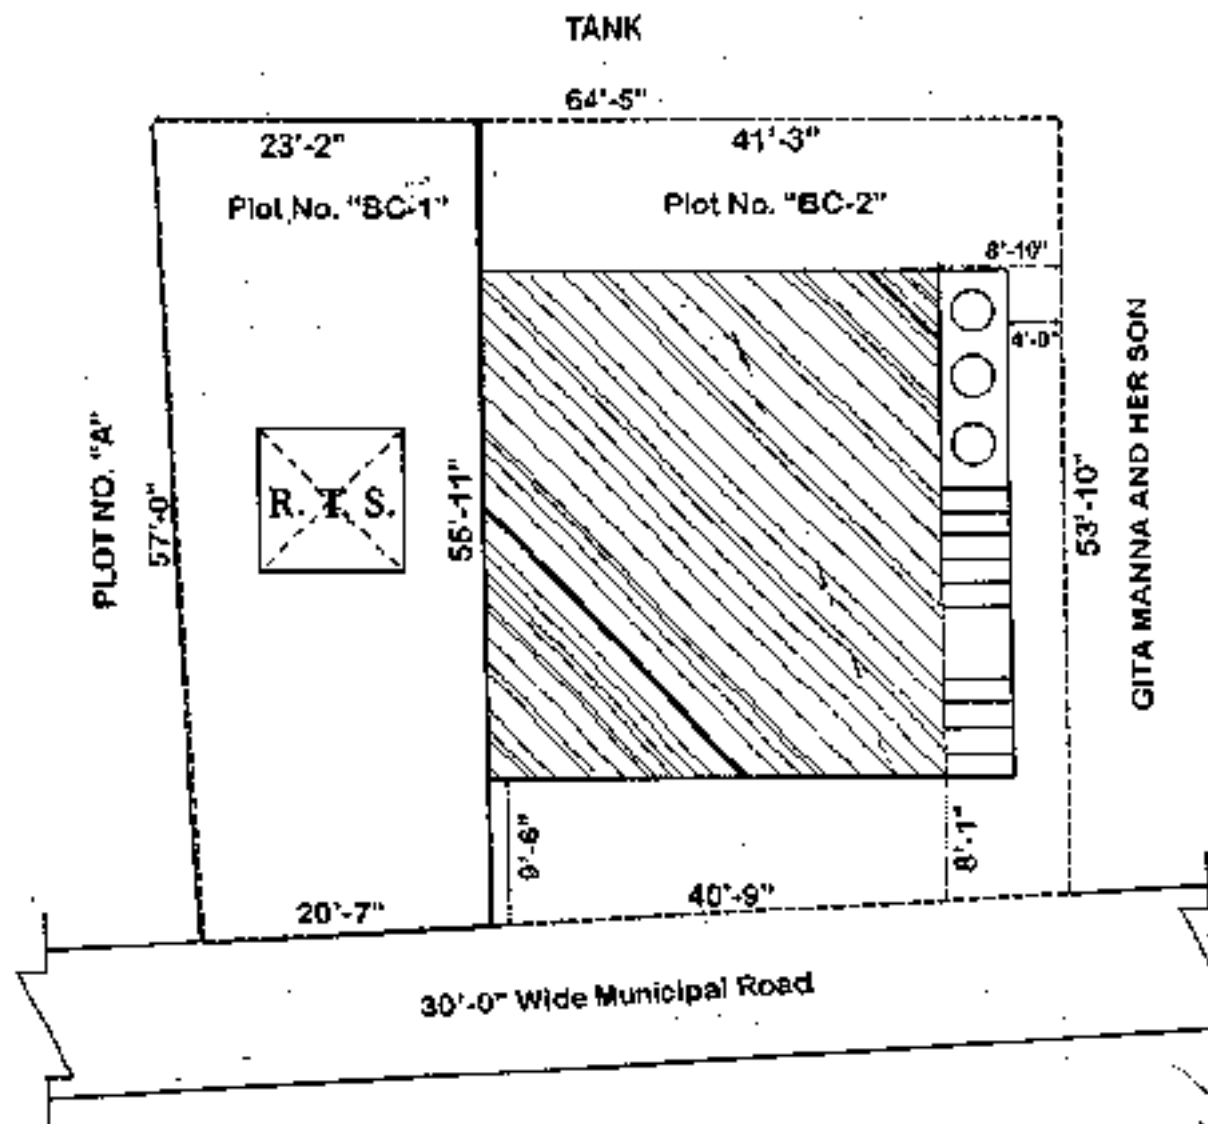 TANK
64'-5"
23'-2"
41'-3"
Plot No. "BC-1"
Plot No. "BC-2"
8'-10"
4'-0"
PLOT NO. "A"
57'-0"
R. T. S.
55'-11"
53'-10"
GITA MANNA AND HER SON
9'-6"
8'-1"
20'-7"
40'-9"
30'-0" Wide Municipal Road